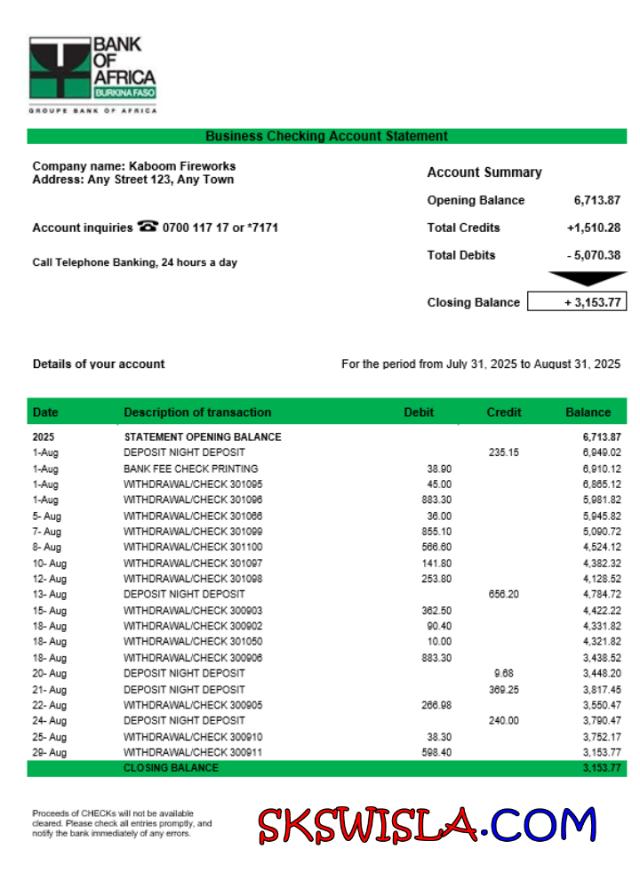 BANK
OF
AFRICA
BURKINA FASO
GROUPE BANK OF AFRICA
Business Checking Account Statement
Company name: Kaboom Fireworks
Address: Any Street 123, Any Town
Account inquiries ☎ 0700 117 17 or *7171
Call Telephone Banking, 24 hours a day
Account Summary
Opening Balance 6,713.87
Total Credits +1,510.28
Total Debits - 5,070.38
Closing Balance + 3,153.77
Details of your account For the period from July 31, 2025 to August 31, 2025
Date Description of transaction Debit Credit Balance
2025 STATEMENT OPENING BALANCE 6,713.87
1-Aug DEPOSIT NIGHT DEPOSIT 235.15 6,949.02
1-Aug BANK FEE CHECK PRINTING 38.90 6,910.12
1-Aug WITHDRAWAL/CHECK 301095 45.00 6,865.12
1-Aug WITHDRAWAL/CHECK 301096 883.30 5,981.82
5- Aug WITHDRAWAL/CHECK 301066 36.00 5,945.82
7- Aug WITHDRAWAL/CHECK 301099 855.10 5,090.72
8- Aug WITHDRAWAL/CHECK 301100 566.60 4,524.12
10- Aug WITHDRAWAL/CHECK 301097 141.80 4,382.32
12- Aug WITHDRAWAL/CHECK 301098 253.80 4,128.52
13- Aug DEPOSIT NIGHT DEPOSIT 656.20 4,784.72
15- Aug WITHDRAWAL/CHECK 300903 362.50 4,422.22
18- Aug WITHDRAWAL/CHECK 300902 90.40 4,331.82
18- Aug WITHDRAWAL/CHECK 301050 10.00 4,321.82
18- Aug WITHDRAWAL/CHECK 300906 883.30 3,438.52
20- Aug DEPOSIT NIGHT DEPOSIT 9.68 3,448.20
21- Aug DEPOSIT NIGHT DEPOSIT 369.25 3,817.45
22- Aug WITHDRAWAL/CHECK 300905 266.98 3,550.47
24- Aug DEPOSIT NIGHT DEPOSIT 240.00 3,790.47
25- Aug WITHDRAWAL/CHECK 300910 38.30 3,752.17
29- Aug WITHDRAWAL/CHECK 300911 598.40 3,153.77
CLOSING BALANCE 3,153.77
Proceeds of CHECKs will not be available
cleared. Please check all entries promptly, and
notify the bank immediately of any errors.
SKSWISLA.COM